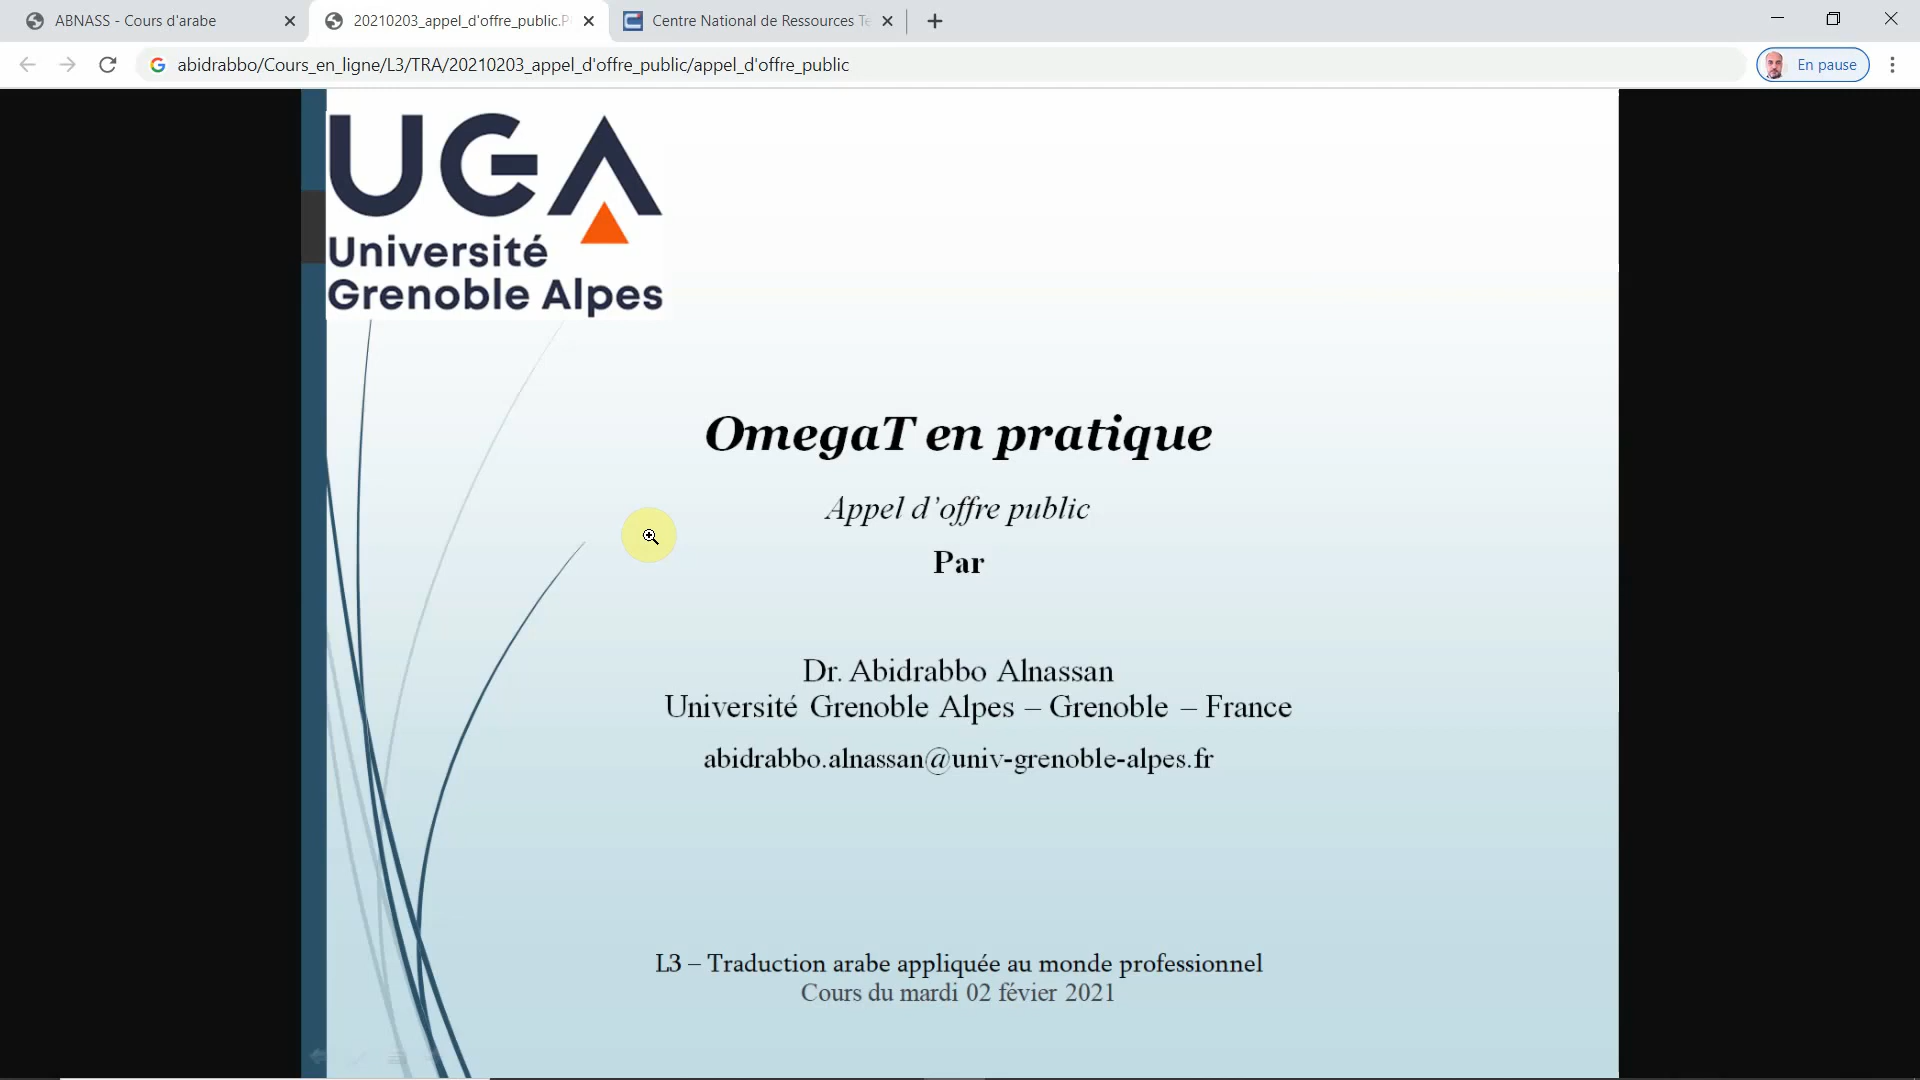 ABNASS - Cours d'arabe
20210203_appel_d'offre_public.P
Centre National de Ressources Te
abidrabbo/Cours_en_ligne/L3/TRA/20210203_appel_d'offre_public/appel_d'offre_public
En pause
UGA
Université
Grenoble Alpes
OmegaT en pratique
Appel d’offre public
Par
Dr. Abidrabbo Alnassan
Université Grenoble Alpes – Grenoble – France
abidrabbo.alnassan@univ-grenoble-alpes.fr
L3 – Traduction arabe appliquée au monde professionnel
Cours du mardi 02 févier 2021